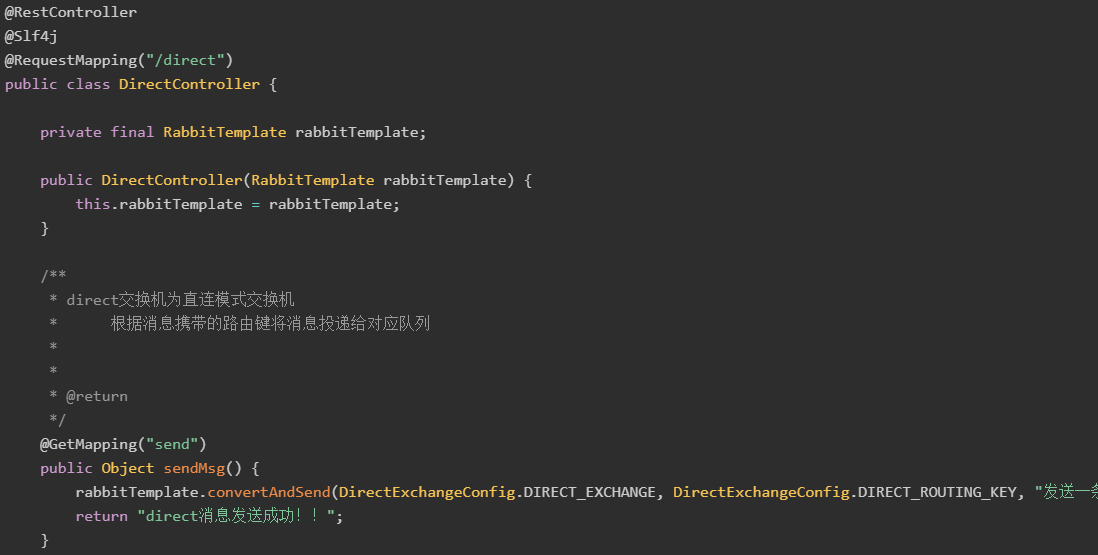 @RestController
@Slf4j
@RequestMapping("/direct")
public class DirectController {
private final RabbitTemplate rabbitTemplate;
public DirectController(RabbitTemplate rabbitTemplate) {
this.rabbitTemplate = rabbitTemplate;
}
/**
* direct交换机为直连模式交换机
* 根据消息携带的路由键将消息投递给对应队列
*
*
* @return
*/
@GetMapping("send")
public Object sendMsg() {
rabbitTemplate.convertAndSend(DirectExchangeConfig.DIRECT_EXCHANGE, DirectExchangeConfig.DIRECT_ROUTING_KEY, "发送一条
return "direct消息发送成功！！";
}